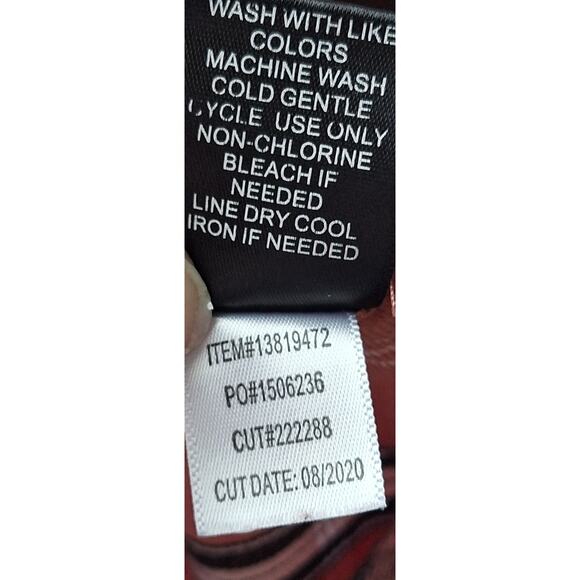 WASH WITH LIKE
COLORS
MACHINE WASH
COLD GENTLE
CYCLE USE ONLY
NON-CHLORINE
BLEACH IF
NEEDED
LINE DRY COOL
IRON IF NEEDED
ITEM#13819472
PO#1506236
CUT#222288
CUT DATE: 08/2020